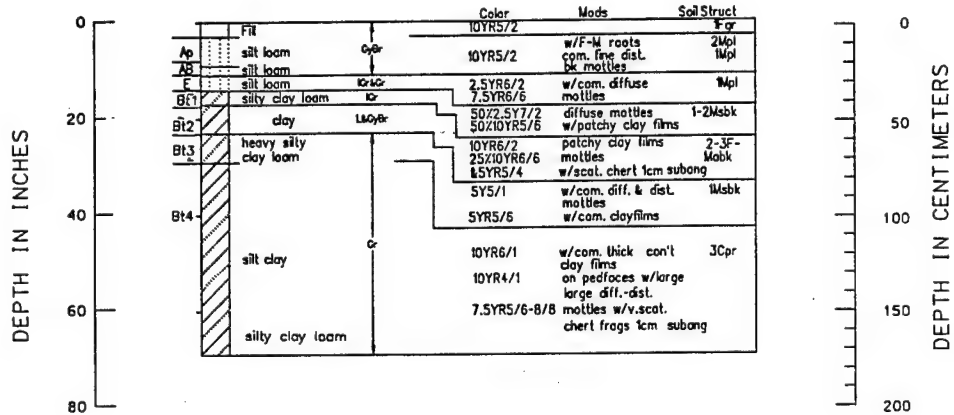 Color Mods Soil Struct
0 Fill 10YR5/2 1Fgr 0
Ap silt loam GyBr 10YR5/2 w/F-M roots 2Mpl
com. fine dist. 1Mpl
AB silt loam bk mottles
E silt loam 2.5YR6/2 w/com. diffuse 1Mpl
7.5YR6/6 mottles
Bt1 silty clay loam
50%2.5Y7/2 diffuse mottles 1-2Msbk
20 Bt2 clay 50%10YR5/6 w/patchy clay films 50
Bt3 heavy silty 10YR6/2 patchy clay films 2-3F-
clay loam 25%10YR6/6 mottles Mabk
&5YR5/4 w/scat. chert 1cm subang
5Y5/1 w/com. diff. & dist. 1Msbk
mottles
40 Bt4 5YR5/6 w/com. clayfilms 100
Gr
silt clay 10YR6/1 w/com. thick con't 3Cpr
clay films
10YR4/1 on pedfaces w/large
large diff.-dist.
60 7.5YR5/6-8/8 mottles w/v.scat. 150
chert frags 1cm subang
silty clay loam
80 200
DEPTH IN INCHES
DEPTH IN CENTIMETERS